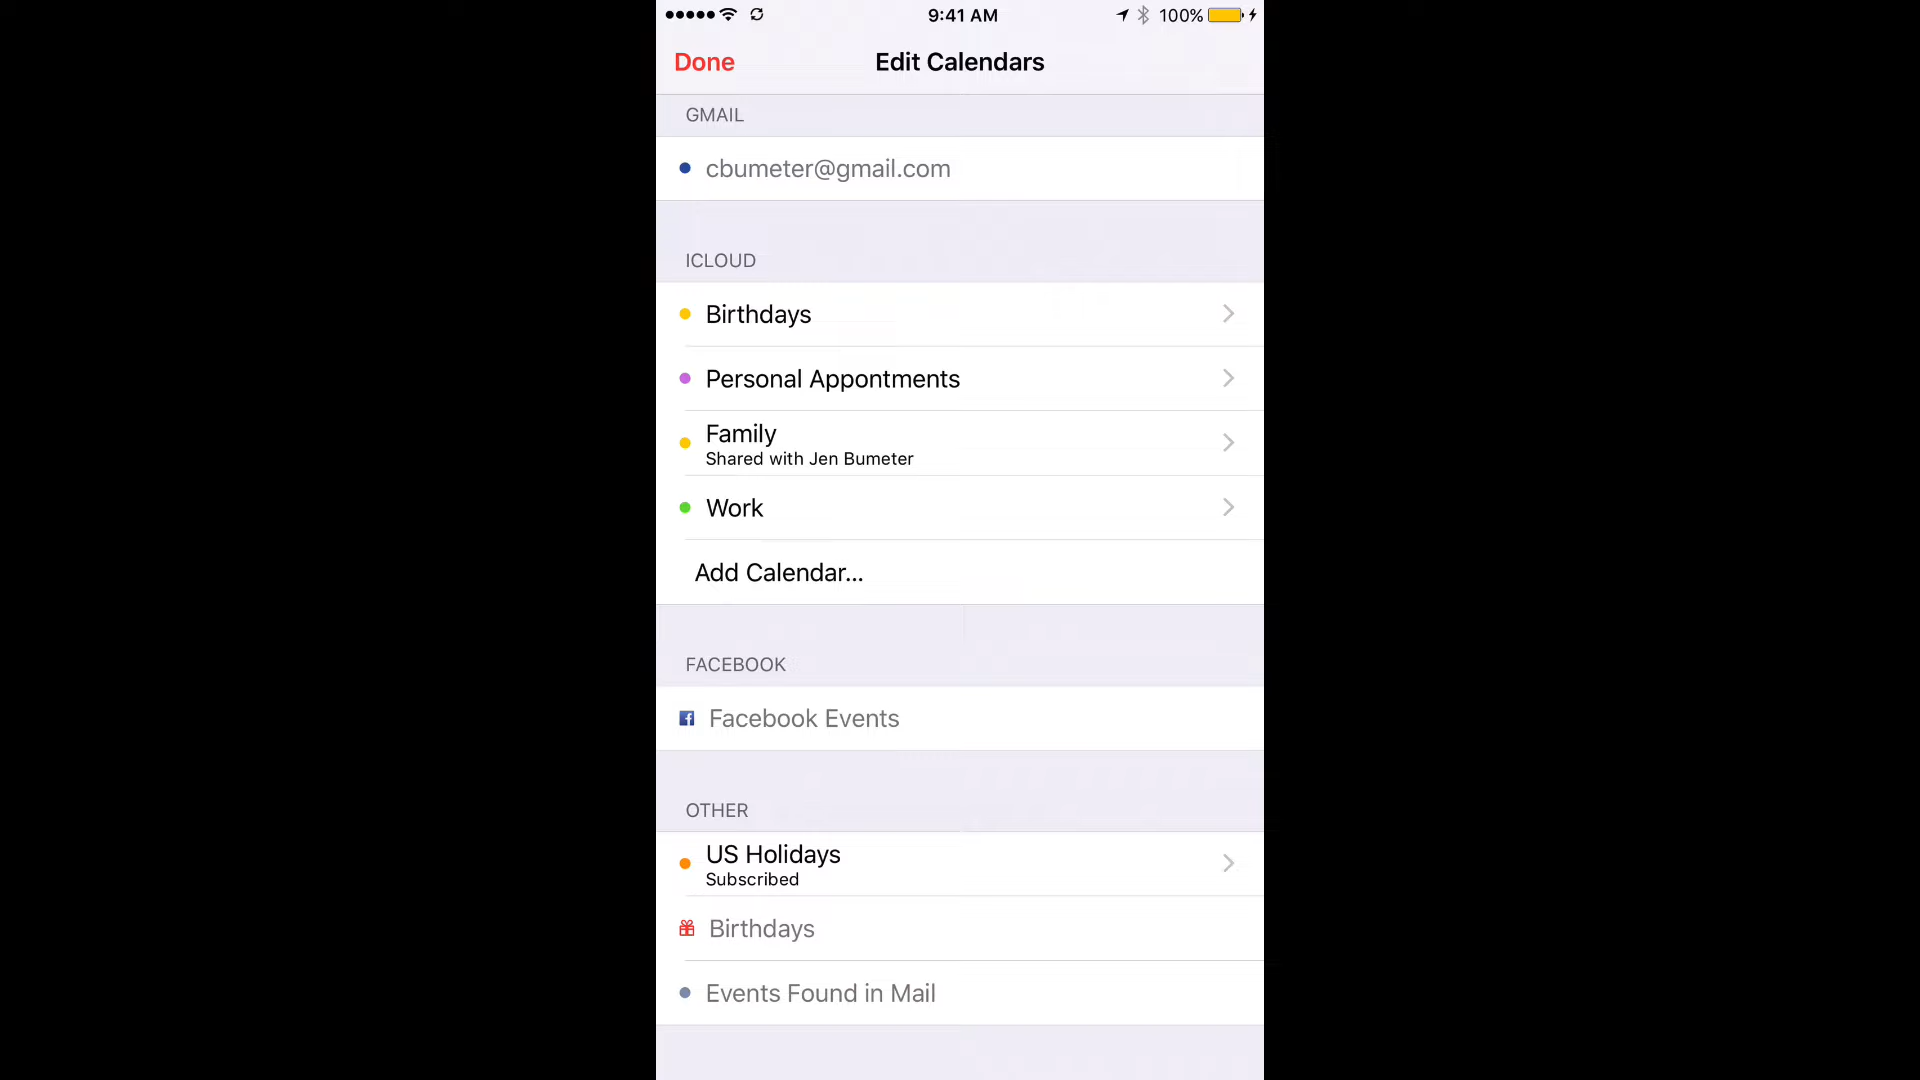 9:41 AM
100%
Done
Edit Calendars
GMAIL
cbumeter@gmail.com
ICLOUD
Birthdays
Personal Appontments
Family
Shared with Jen Bumeter
Work
Add Calendar...
FACEBOOK
Facebook Events
OTHER
US Holidays
Subscribed
Birthdays
Events Found in Mail